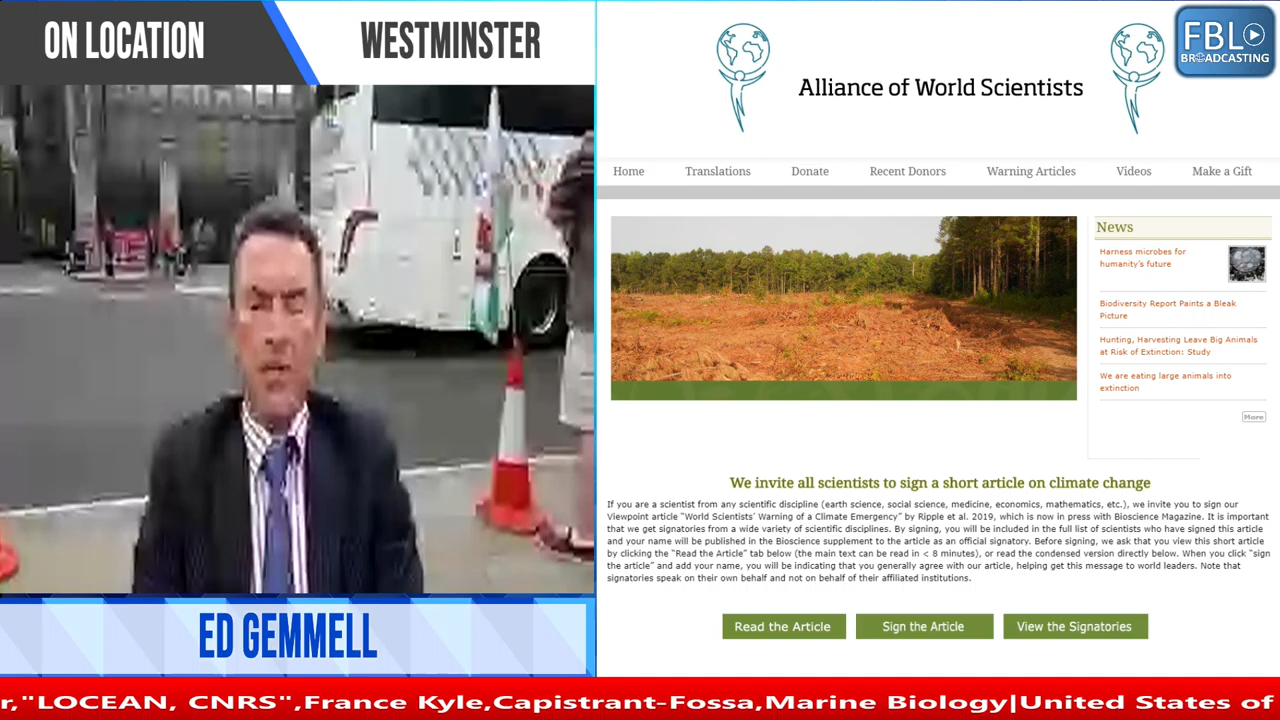 ON LOCATION
WESTMINSTER
Alliance of World Scientists
FBL
BROADCASTING
Home Translations Donate Recent Donors Warning Articles Videos Make a Gift
News
Harness microbes for
humanity's future
Biodiversity Report Paints a Bleak
Picture
Hunting, Harvesting Leave Big Animals
at Risk of Extinction: Study
We are eating large animals into
extinction
More
We invite all scientists to sign a short article on climate change
If you are a scientist from any scientific discipline (earth science, social science, medicine, economics, mathematics, etc.), we invite you to sign our
Viewpoint article "World Scientists' Warning of a Climate Emergency" by Ripple et al. 2019, which is now in press with Bioscience Magazine. It is important
that we get signatories from a wide variety of scientific disciplines. By signing, you will be included in the full list of scientists who have signed this article
and your name will be published in the Bioscience supplement to the article as an official signatory. Before signing, we ask that you view this short article
by clicking the "Read the Article" tab below (the main text can be read in < 8 minutes), or read the condensed version directly below. When you click "sign
the article" and add your name, you will be indicating that you generally agree with our article, helping get this message to world leaders. Note that
signatories speak on their own behalf and not on behalf of their affiliated institutions.
Read the Article Sign the Article View the Signatories
ED GEMMELL
r,"LOCEAN, CNRS",France Kyle,Capistrant-Fossa,Marine Biology|United States of